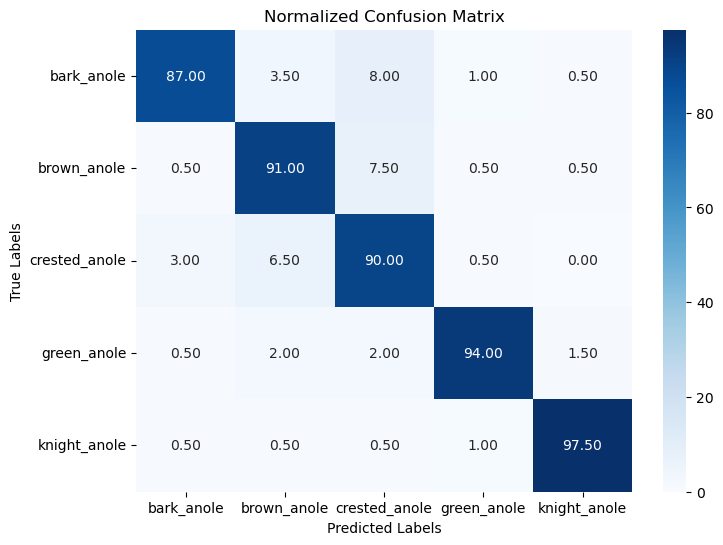 Normalized Confusion Matrix
True Labels
bark_anole 87.00 3.50 8.00 1.00 0.50
brown_anole 0.50 91.00 7.50 0.50 0.50
crested_anole 3.00 6.50 90.00 0.50 0.00
green_anole 0.50 2.00 2.00 94.00 1.50
knight_anole 0.50 0.50 0.50 1.00 97.50
bark_anole brown_anole crested_anole green_anole knight_anole
Predicted Labels
80
60
40
20
0